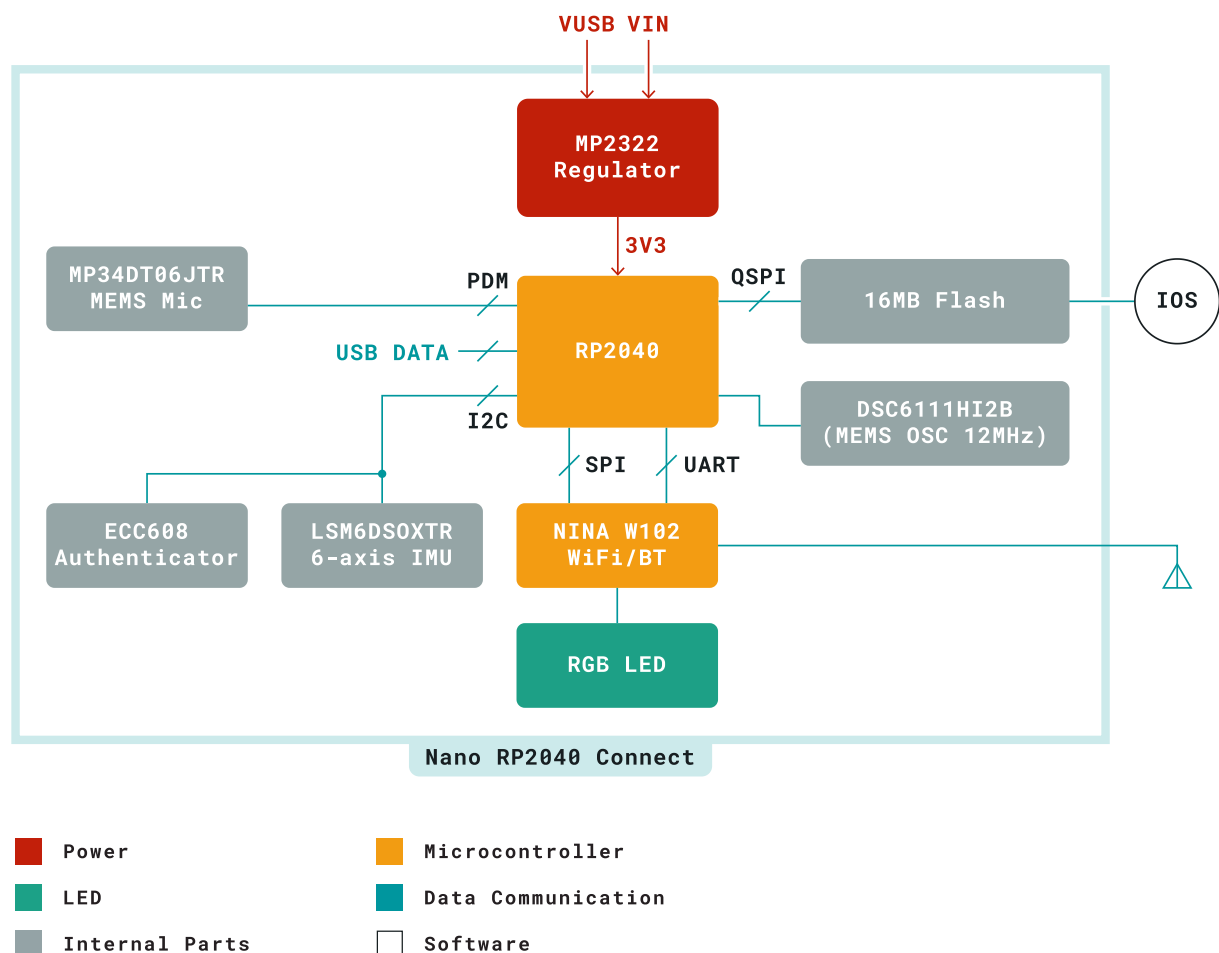 VUSB VIN
MP2322
Regulator
3V3
MP34DT06JTR
MEMS Mic
PDM
QSPI
16MB Flash
IOS
RP2040
USB DATA
I2C
DSC6111HI2B
(MEMS OSC 12MHz)
SPI
UART
ECC608
Authenticator
LSM6DSOXTR
6-axis IMU
NINA W102
WiFi/BT
RGB LED
Nano RP2040 Connect
Power
Microcontroller
LED
Data Communication
Internal Parts
Software